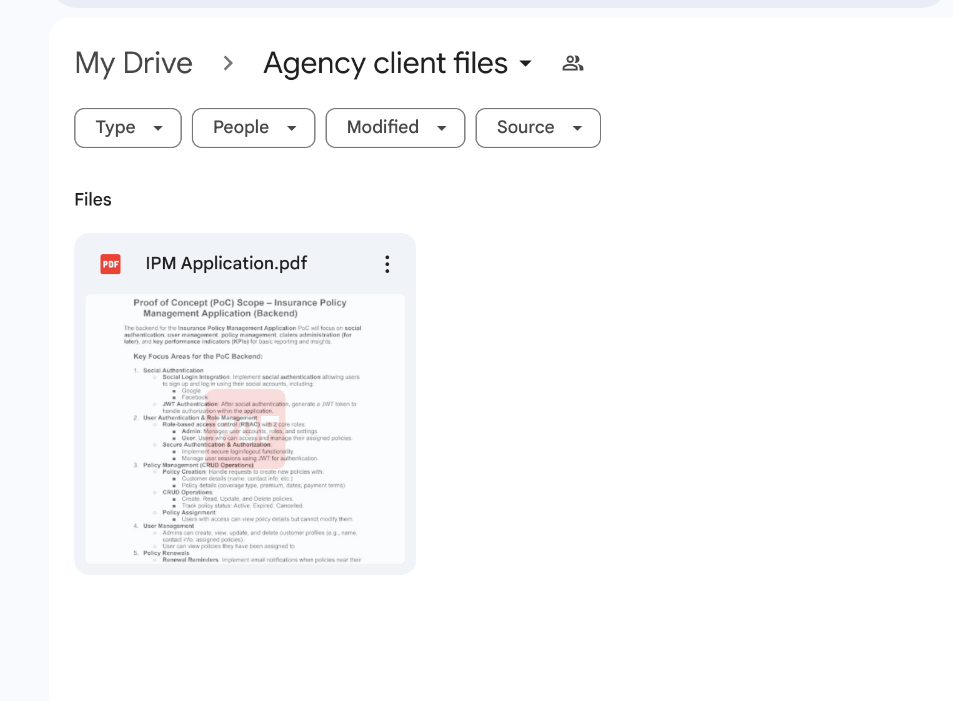 My Drive > Agency client files
Type
People
Modified
Source
Files
PDF IPM Application.pdf
Proof of Concept (PoC) Scope – Insurance Policy
Management Application (Backend)
The backend for the Insurance Policy Management Application PoC will focus on social
authentication, user management, policy management, claims administration (for
later), and key performance indicators (KPIs) for basic reporting and insights.
Key Focus Areas for the PoC Backend:
1. Social Authentication
○ Social Login Integration: Implement social authentication allowing users
to sign up and log in using their social accounts, including:
■ Google
■ Facebook
○ JWT Authentication: After social authentication, generate a JWT token to
handle authorization within the application.
2. User Authentication & Role Management
○ Role-based access control (RBAC) with 2 core roles:
■ Admin: Manages user accounts, roles, and settings.
■ User: Users who can access and manage their assigned policies.
○ Secure Authentication & Authorization:
■ Implement secure login/logout functionality.
■ Manage user sessions using JWT for authentication.
3. Policy Management (CRUD Operations)
○ Policy Creation: Handle requests to create new policies with:
■ Customer details (name, contact info, etc.)
■ Policy details (coverage type, premium, dates, payment terms).
○ CRUD Operations:
■ Create, Read, Update, and Delete policies.
■ Track policy status: Active, Expired, Cancelled.
○ Policy Assignment:
■ Users with access can view policy details but cannot modify them.
4. User Management
○ Admins can create, view, update, and delete customer profiles (e.g., name,
contact info, assigned policies).
○ User can view policies they have been assigned to.
5. Policy Renewals
○ Renewal Reminders: Implement email notifications when policies near their